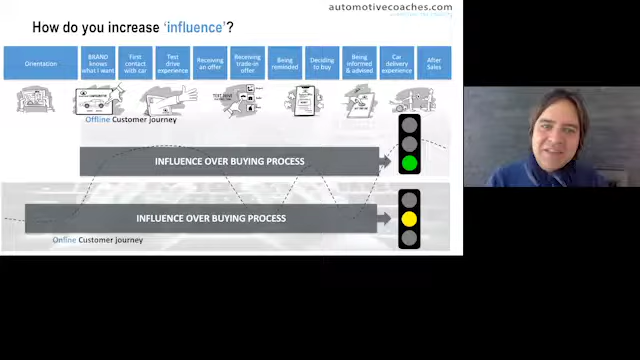 automotivecoaches.com
How do you increase ‘influence’?
Orientation
BRAND knows what I want
First contact with car
Test drive experience
Receiving an offer
Receiving trade-in offer
Being reminded
Deciding to buy
Being informed & advised
Car delivery experience
After Sales
TEST DRIVE
Offline Customer journey
INFLUENCE OVER BUYING PROCESS
INFLUENCE OVER BUYING PROCESS
Online Customer journey